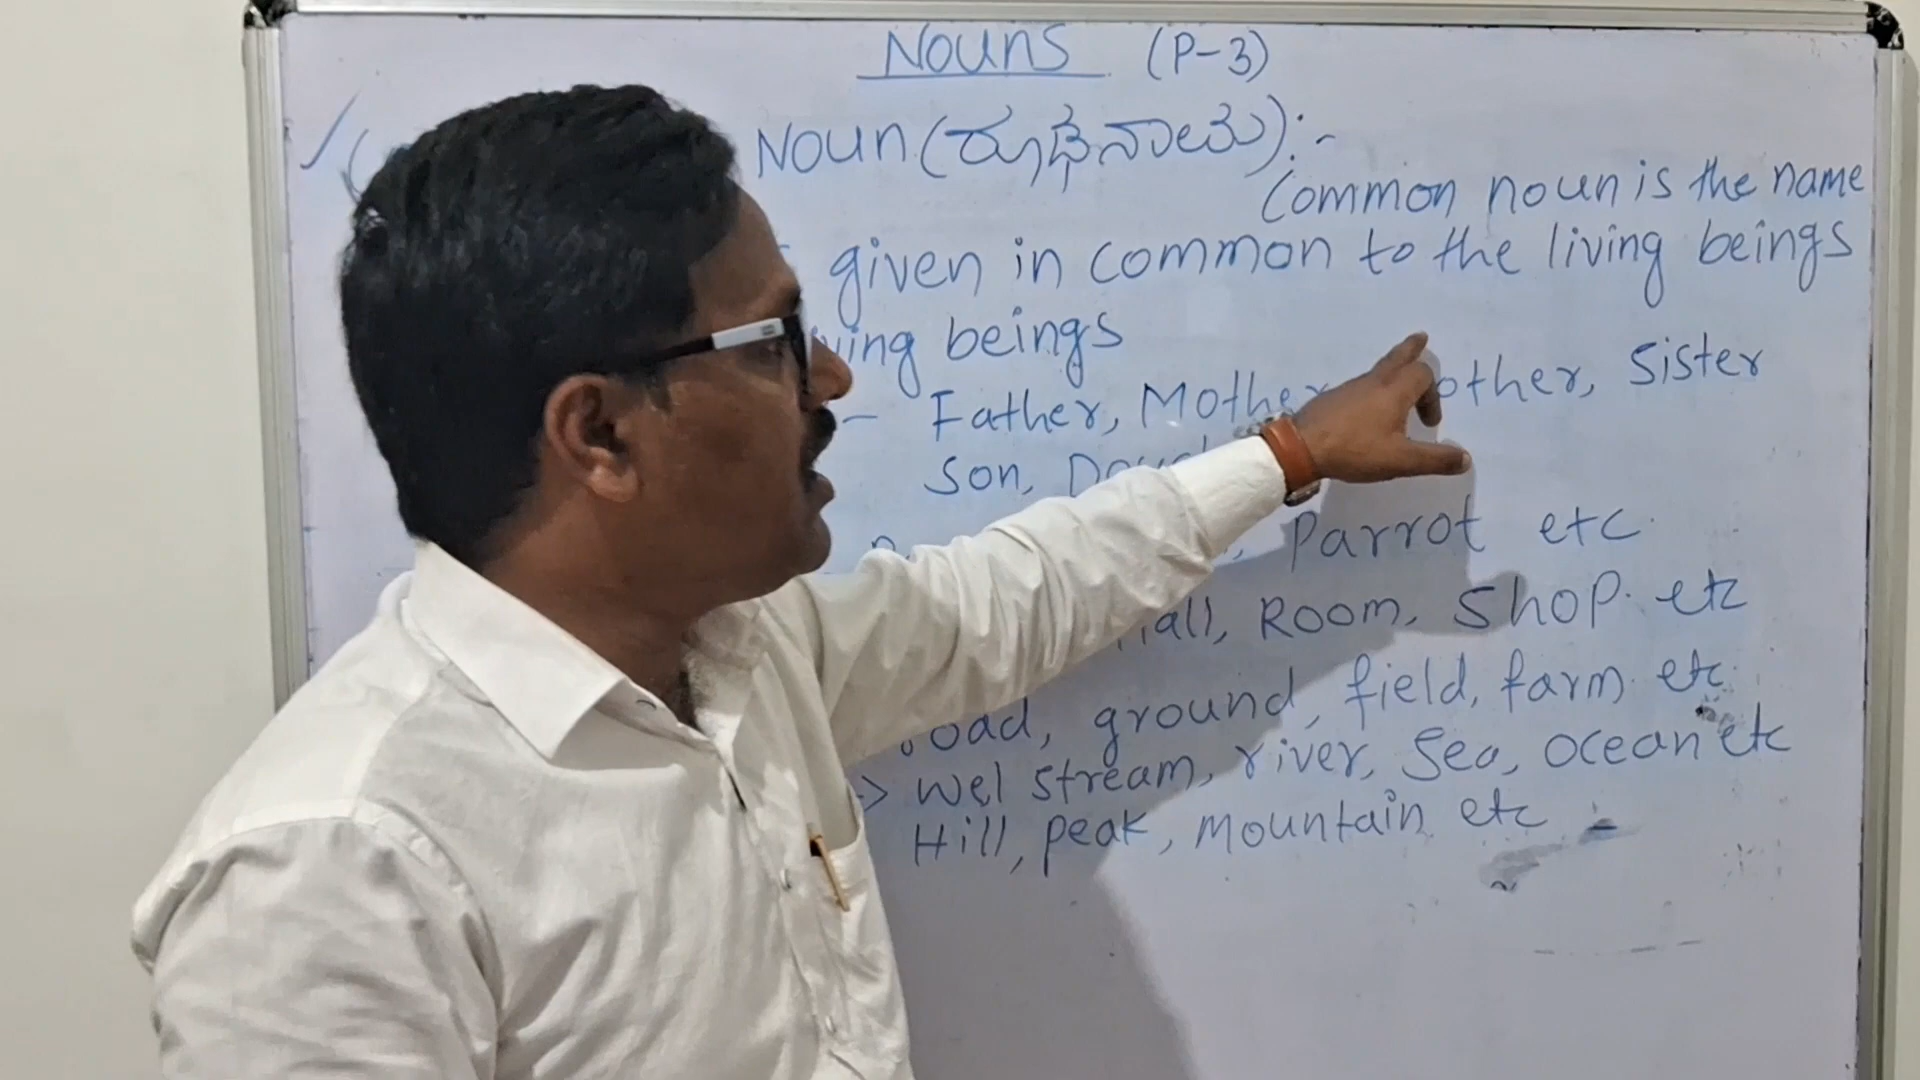 Nouns (P-3)
Noun (ರೂಢನಾಮ) :-
Common noun is the name
given in common to the living beings
beings
- Father, Mother, Sister
Son,
Parrot etc
Room, Shop. etc
ground, field, farm etc
-> Wel stream, river, Sea, Ocean etc
Hill, Peak, Mountain etc